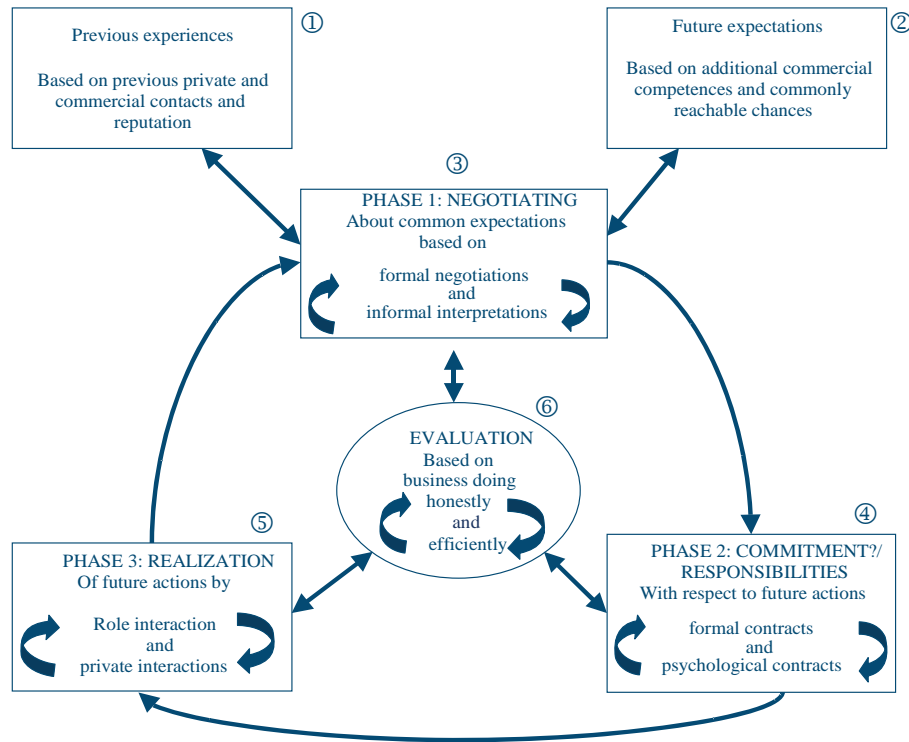 ①
Previous experiences
Based on previous private and
commercial contacts and
reputation
②
Future expectations
Based on additional commercial
competences and commonly
reachable chances
③
PHASE 1: NEGOTIATING
About common expectations
based on
formal negotiations
and
informal interpretations
⑥
EVALUATION
Based on
business doing
honestly
and
efficiently
⑤
PHASE 3: REALIZATION
Of future actions by
Role interaction
and
private interactions
④
PHASE 2: COMMITMENT?/
RESPONSIBILITIES
With respect to future actions
formal contracts
and
psychological contracts